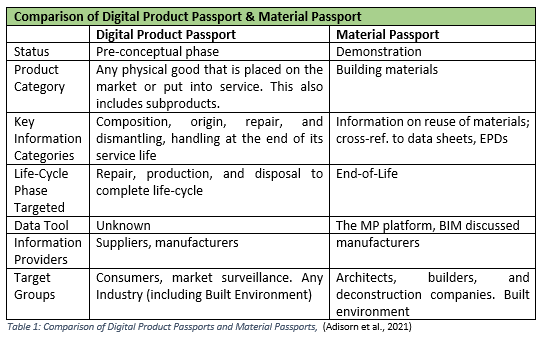 Comparison of Digital Product Passport & Material Passport
Digital Product Passport Material Passport
Status Pre-conceptual phase Demonstration
Product Any physical good that is placed on the Building materials
Category market or put into service. This also
includes subproducts.
Key Composition, origin, repair, and Information on reuse of materials;
Information dismantling, handling at the end of its cross-ref. to data sheets, EPDs
Categories service life
Life-Cycle Repair, production, and disposal to End-of-Life
Phase complete life-cycle
Targeted
Data Tool Unknown The MP platform, BIM discussed
Information Suppliers, manufacturers manufacturers
Providers
Target Consumers, market surveillance. Any Architects, builders, and
Groups Industry (including Built Environment) deconstruction companies. Built
environment
Table 1: Comparison of Digital Product Passports and Material Passports, (Adisorn et al., 2021)